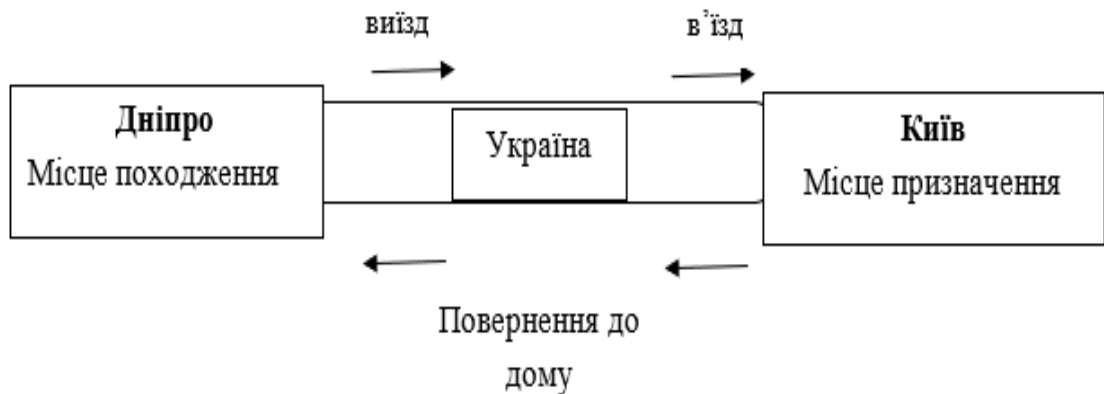 виїзд
в’їзд
Дніпро
Місце походження
Україна
Київ
Місце призначення
Повернення до
дому